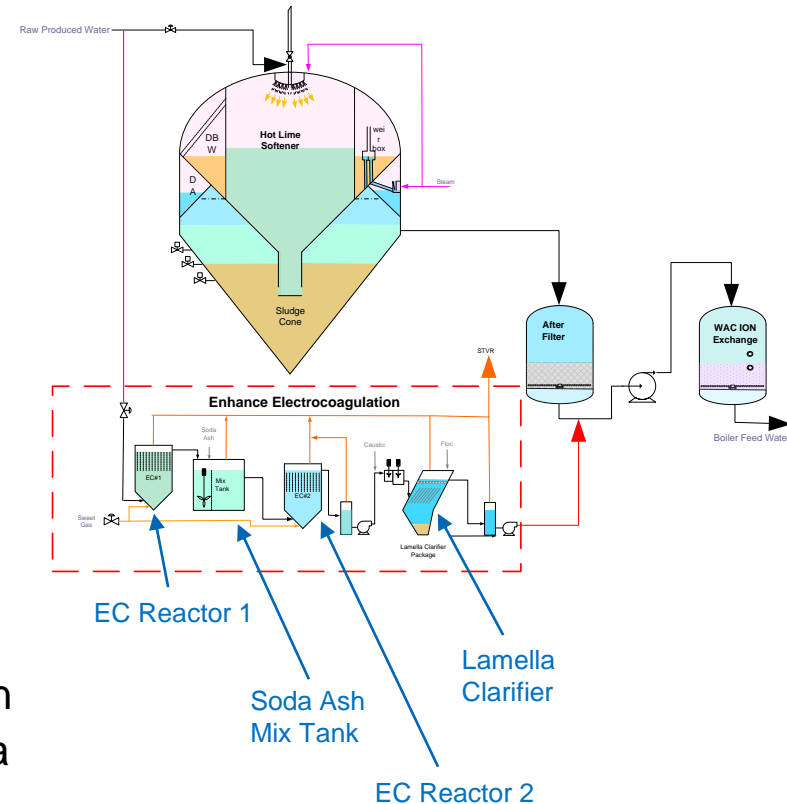 Raw Produced Water
DB
W
Hot Lime
Softener
wei
r
box
D
A
Steam
Sludge
Cone
After
Filter
WAC ION
Exchange
STVR
Boiler Feed Water
Enhance Electrocoagulation
Soda
Ash
Caustic
Floc
EC#1
Mix
Tank
EC#2
Sweet
Gas
Lamella Clarifier
Package
EC Reactor 1
Lamella
Clarifier
Soda Ash
Mix Tank
n
a
EC Reactor 2